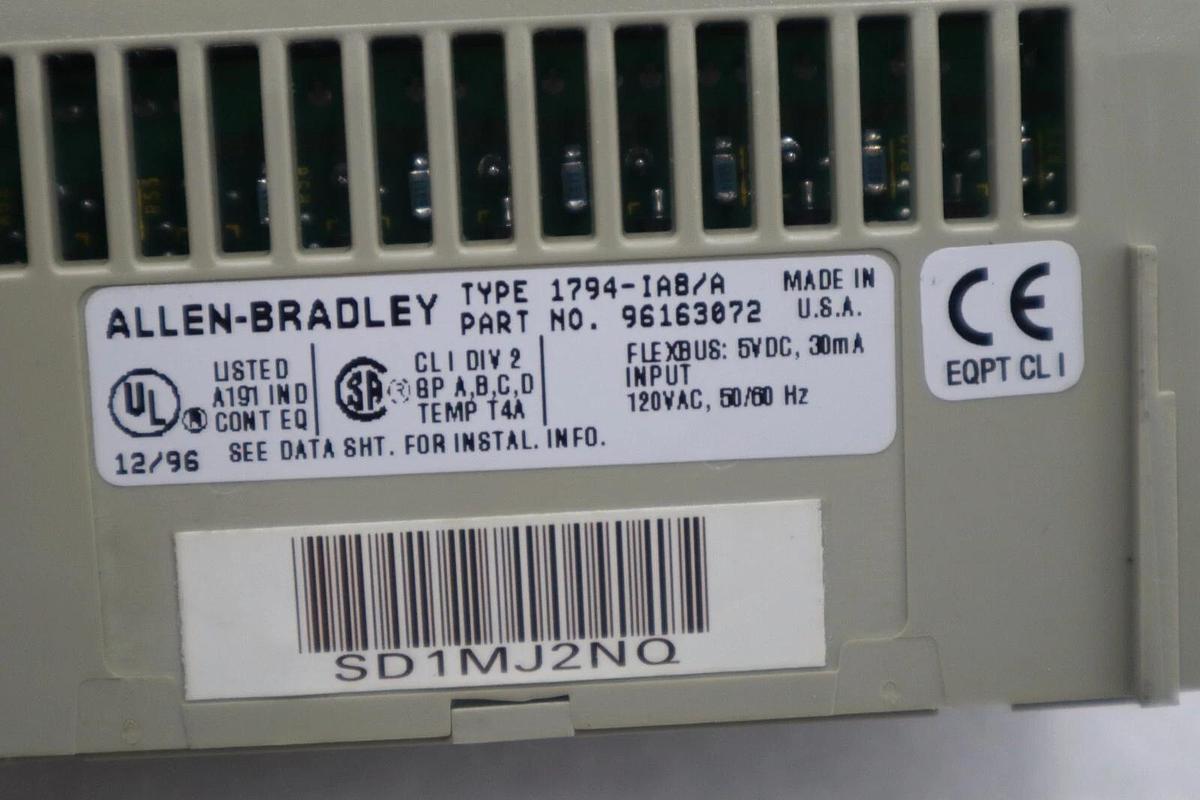 ALLEN-BRADLEY
TYPE 1794-IA8/A
PART NO. 96163072
MADE IN
U.S.A.
UL
LISTED
A191 IND
CONT EQ
SA
CL I DIV 2
GP A,B,C,D
TEMP T4A
FLEXBUS: 5VDC, 30mA
INPUT
120VAC, 50/60 Hz
12/96 SEE DATA SHT. FOR INSTAL. INFO.
CE
EQPT CL I
SD1MJ2NQ